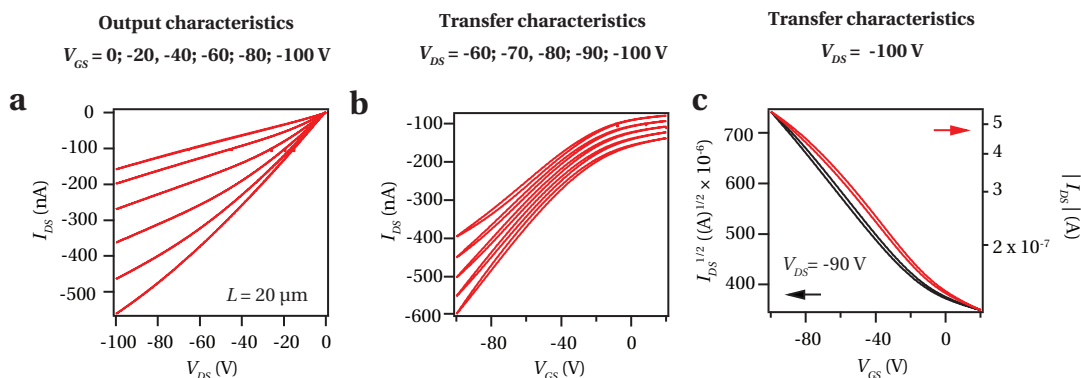 Output characteristics
V_GS = 0; -20, -40; -60; -80; -100 V
Transfer characteristics
V_DS = -60; -70, -80; -90; -100 V
Transfer characteristics
V_DS = -100 V
a
0
-100
-200
-300
-400
-500
I_DS (nA)
L = 20 µm
-100 -80 -60 -40 -20 0
V_DS (V)
b
-100
-200
-300
-400
-500
-600
I_DS (nA)
-80 -40 0
V_GS (V)
c
700
600
500
400
I_DS^1/2 ((A)^1/2 × 10^-6)
V_DS = -90 V
5
4
3
2 x 10^-7
| I_DS | (A)
-80 -40 0
V_GS (V)